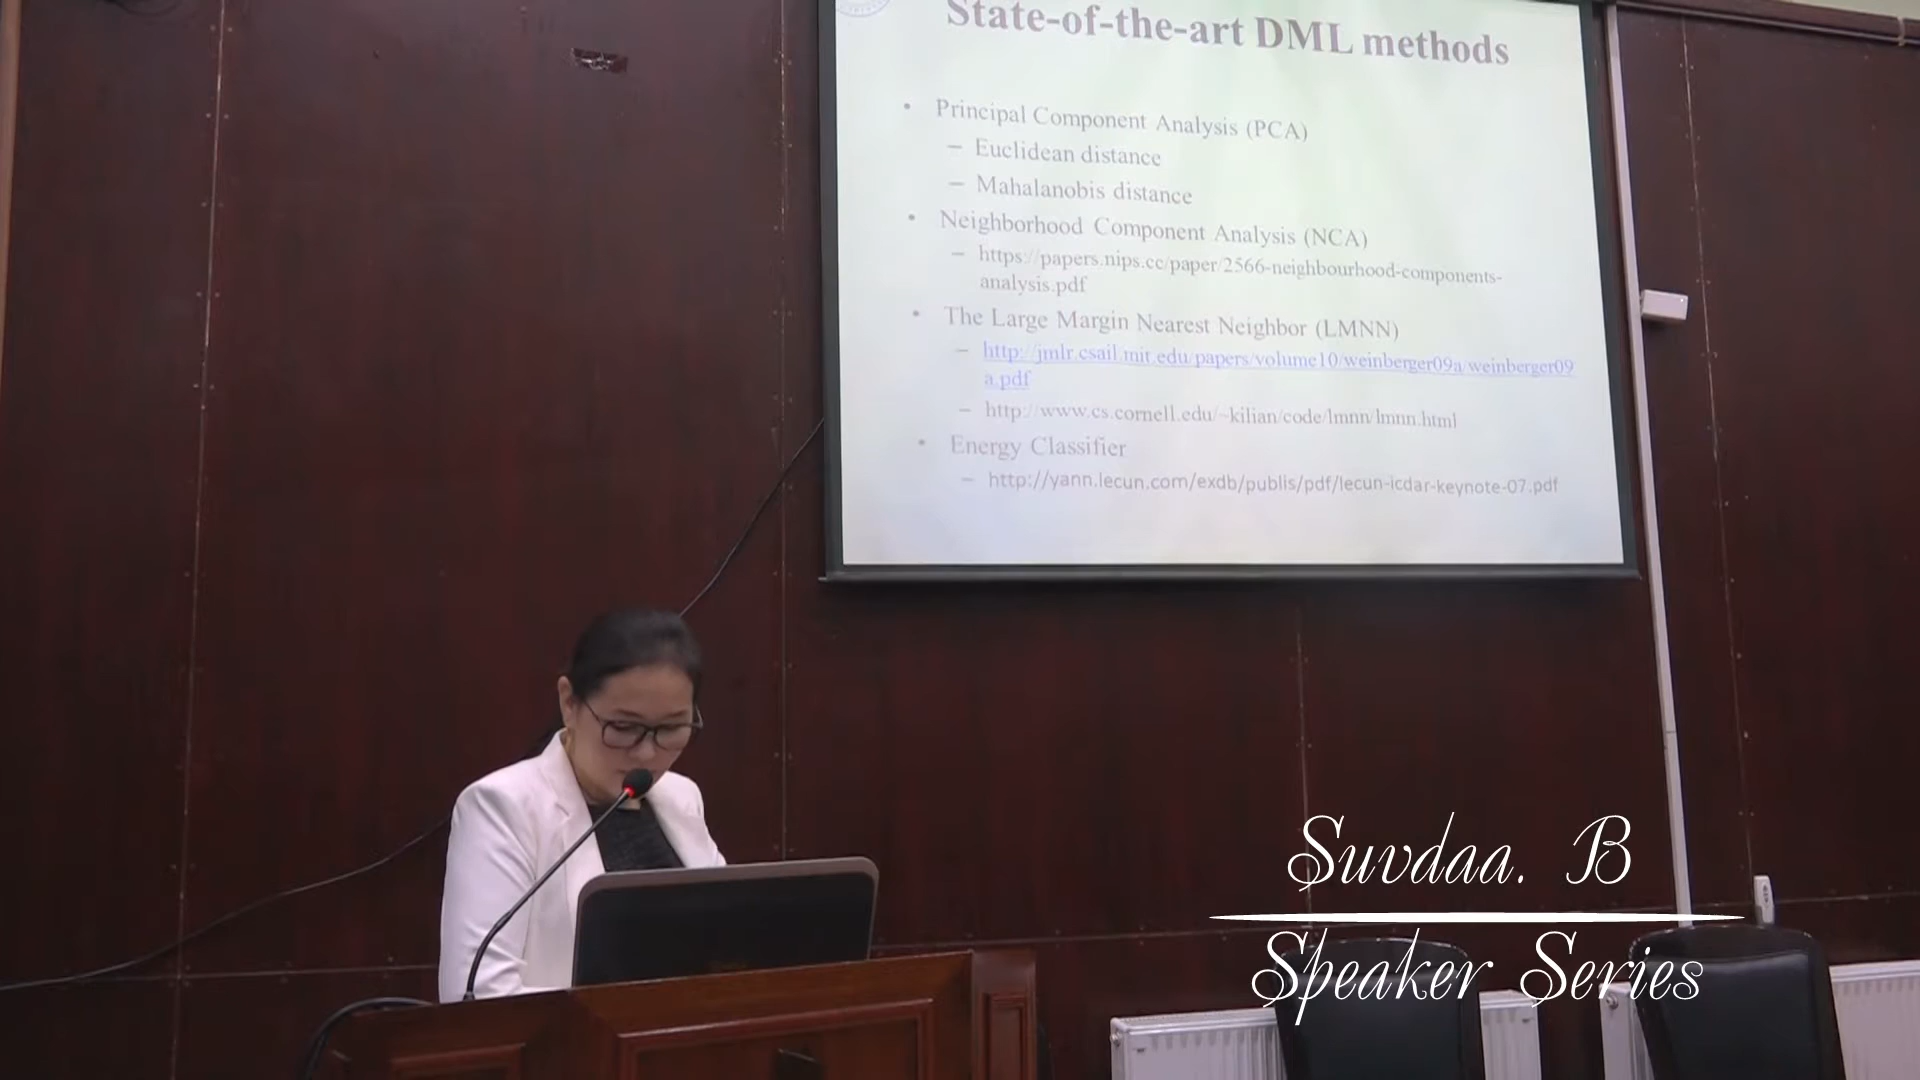 State-of-the-art DML methods
• Principal Component Analysis (PCA)
– Euclidean distance
– Mahalanobis distance
• Neighborhood Component Analysis (NCA)
– https://papers.nips.cc/paper/2566-neighbourhood-components-
analysis.pdf
• The Large Margin Nearest Neighbor (LMNN)
– http://jmlr.csail.mit.edu/papers/volume10/weinberger09a/weinberger09
a.pdf
– http://www.cs.cornell.edu/~kilian/code/lmnn/lmnn.html
• Energy Classifier
– http://yann.lecun.com/exdb/publis/pdf/lecun-icdar-keynote-07.pdf
Suvdaa. B
Speaker Series